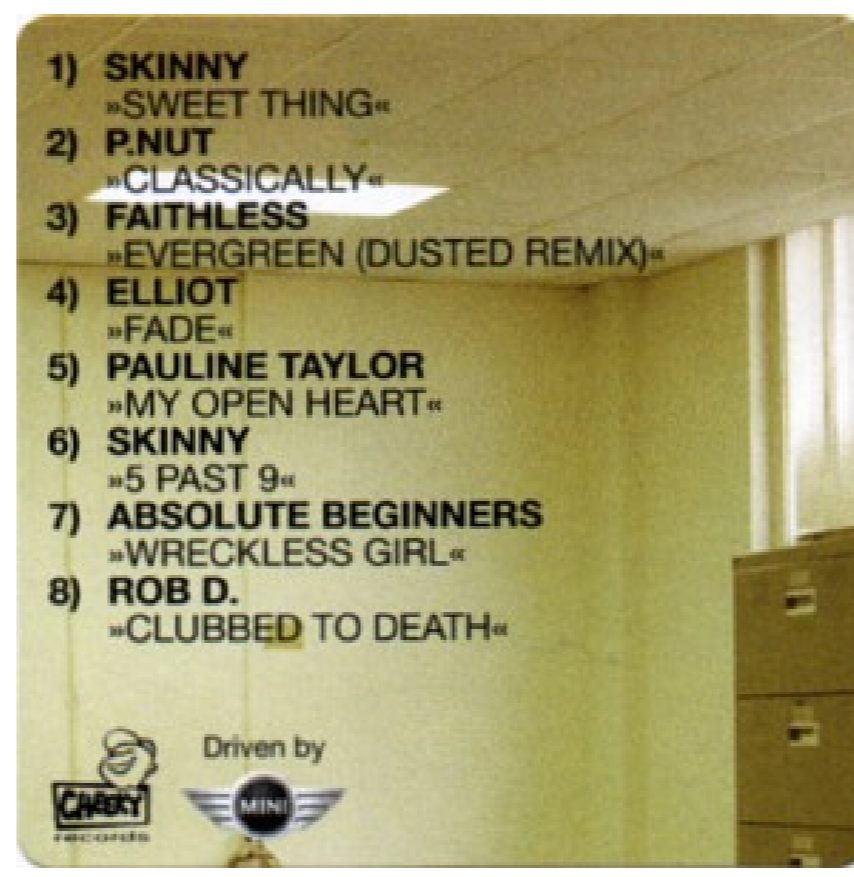 1) SKINNY
»SWEET THING«
2) P.NUT
»CLASSICALLY«
3) FAITHLESS
»EVERGREEN (DUSTED REMIX)«
4) ELLIOT
»FADE«
5) PAULINE TAYLOR
»MY OPEN HEART«
6) SKINNY
»5 PAST 9«
7) ABSOLUTE BEGINNERS
»WRECKLESS GIRL«
8) ROB D.
»CLUBBED TO DEATH«
Driven by
CHEEKY
MINI
records